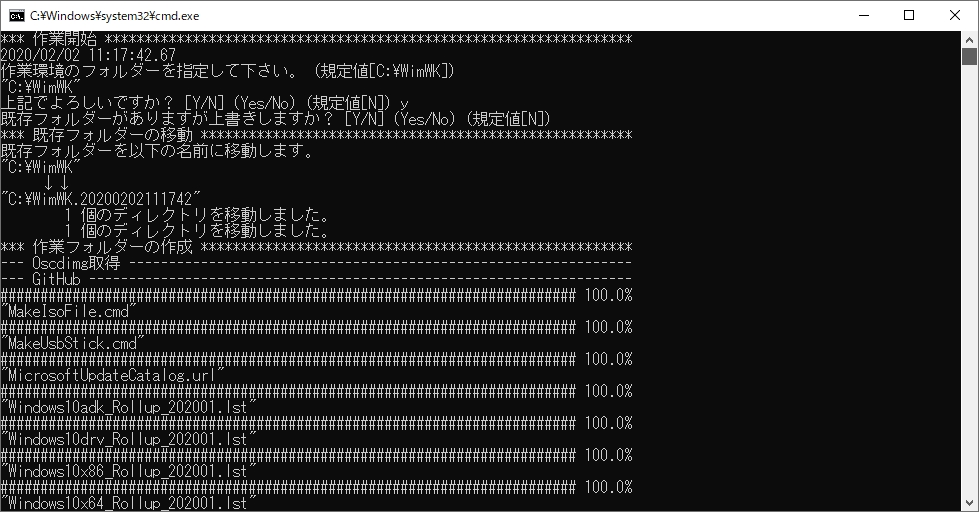 C:¥Windows¥system32¥cmd.exe
*** 作業開始 ******************************************************************
2020/02/02 11:17:42.67
作業環境のフォルダーを指定して下さい。 (規定値[C:¥WimWK])
"C:¥WimWK"
上記でよろしいですか？ [Y/N] (Yes/No) (規定値[N]) y
既存フォルダーがありますが上書きしますか？ [Y/N] (Yes/No) (規定値[N])
*** 既存フォルダーの移動 ******************************************************
既存フォルダーを以下の名前に移動します。
"C:¥WimWK"
↓↓
"C:¥WimWK.20200202111742"
1 個のディレクトリを移動しました。
1 個のディレクトリを移動しました。
*** 作業フォルダーの作成 ******************************************************
--- Oscdimg取得 ---------------------------------------------------------------
--- GitHub --------------------------------------------------------------------
######################################################################## 100.0%
"MakeIsoFile.cmd"
######################################################################## 100.0%
"MakeUsbStick.cmd"
######################################################################## 100.0%
"MicrosoftUpdateCatalog.url"
######################################################################## 100.0%
"Windows10adk_Rollup_202001.lst"
######################################################################## 100.0%
"Windows10drv_Rollup_202001.lst"
######################################################################## 100.0%
"Windows10x86_Rollup_202001.lst"
######################################################################## 100.0%
"Windows10x64_Rollup_202001.lst"